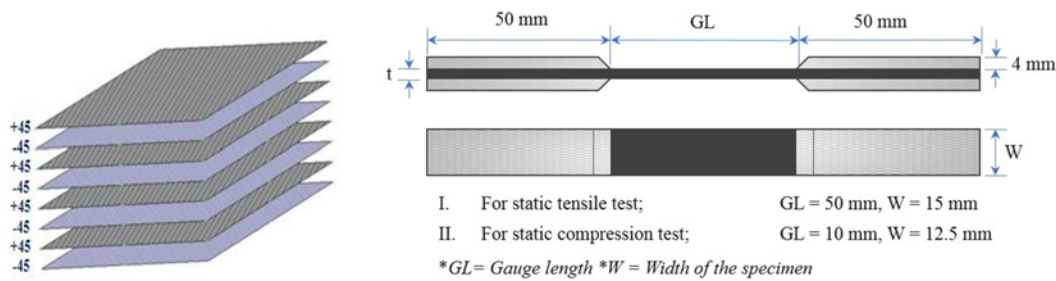 +45
-45
+45
-45
+45
-45
+45
-45
50 mm GL 50 mm
t
4 mm
W
I. For static tensile test; GL = 50 mm, W = 15 mm
II. For static compression test; GL = 10 mm, W = 12.5 mm
*GL= Gauge length *W = Width of the specimen